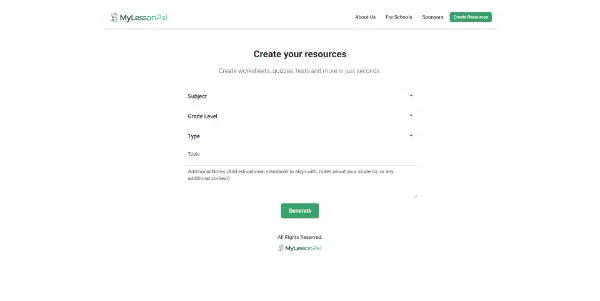 MyLessonPal
About Us For Schools Sponsors Create Resources
Create your resources
Create worksheets, quizzes, tests and more in just seconds.
Subject
Grade Level
Type
Topic
Additional Notes (Add educational standards to align with, notes about your students, or any
additional context)
Generate
All Rights Reserved.
MyLessonPal